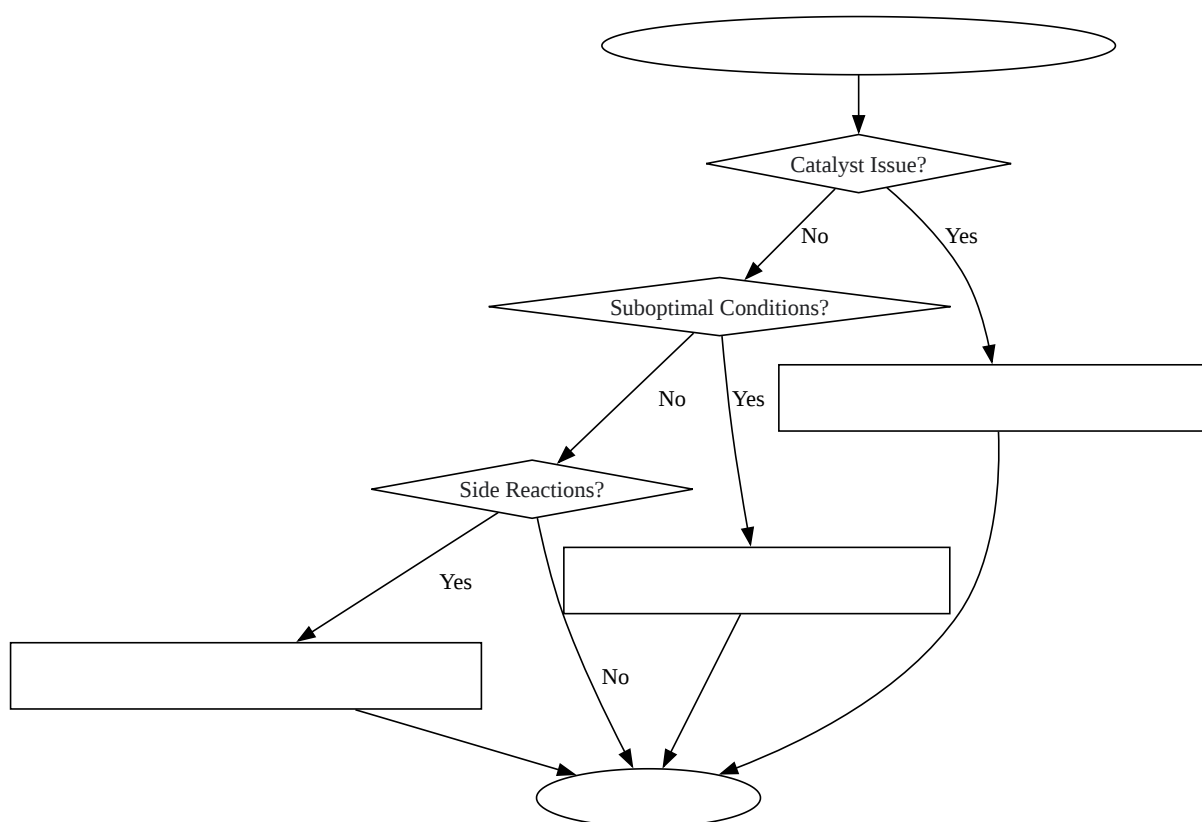 Catalyst Issue?
No
Yes
Suboptimal Conditions?
No
Yes
Side Reactions?
Yes
No